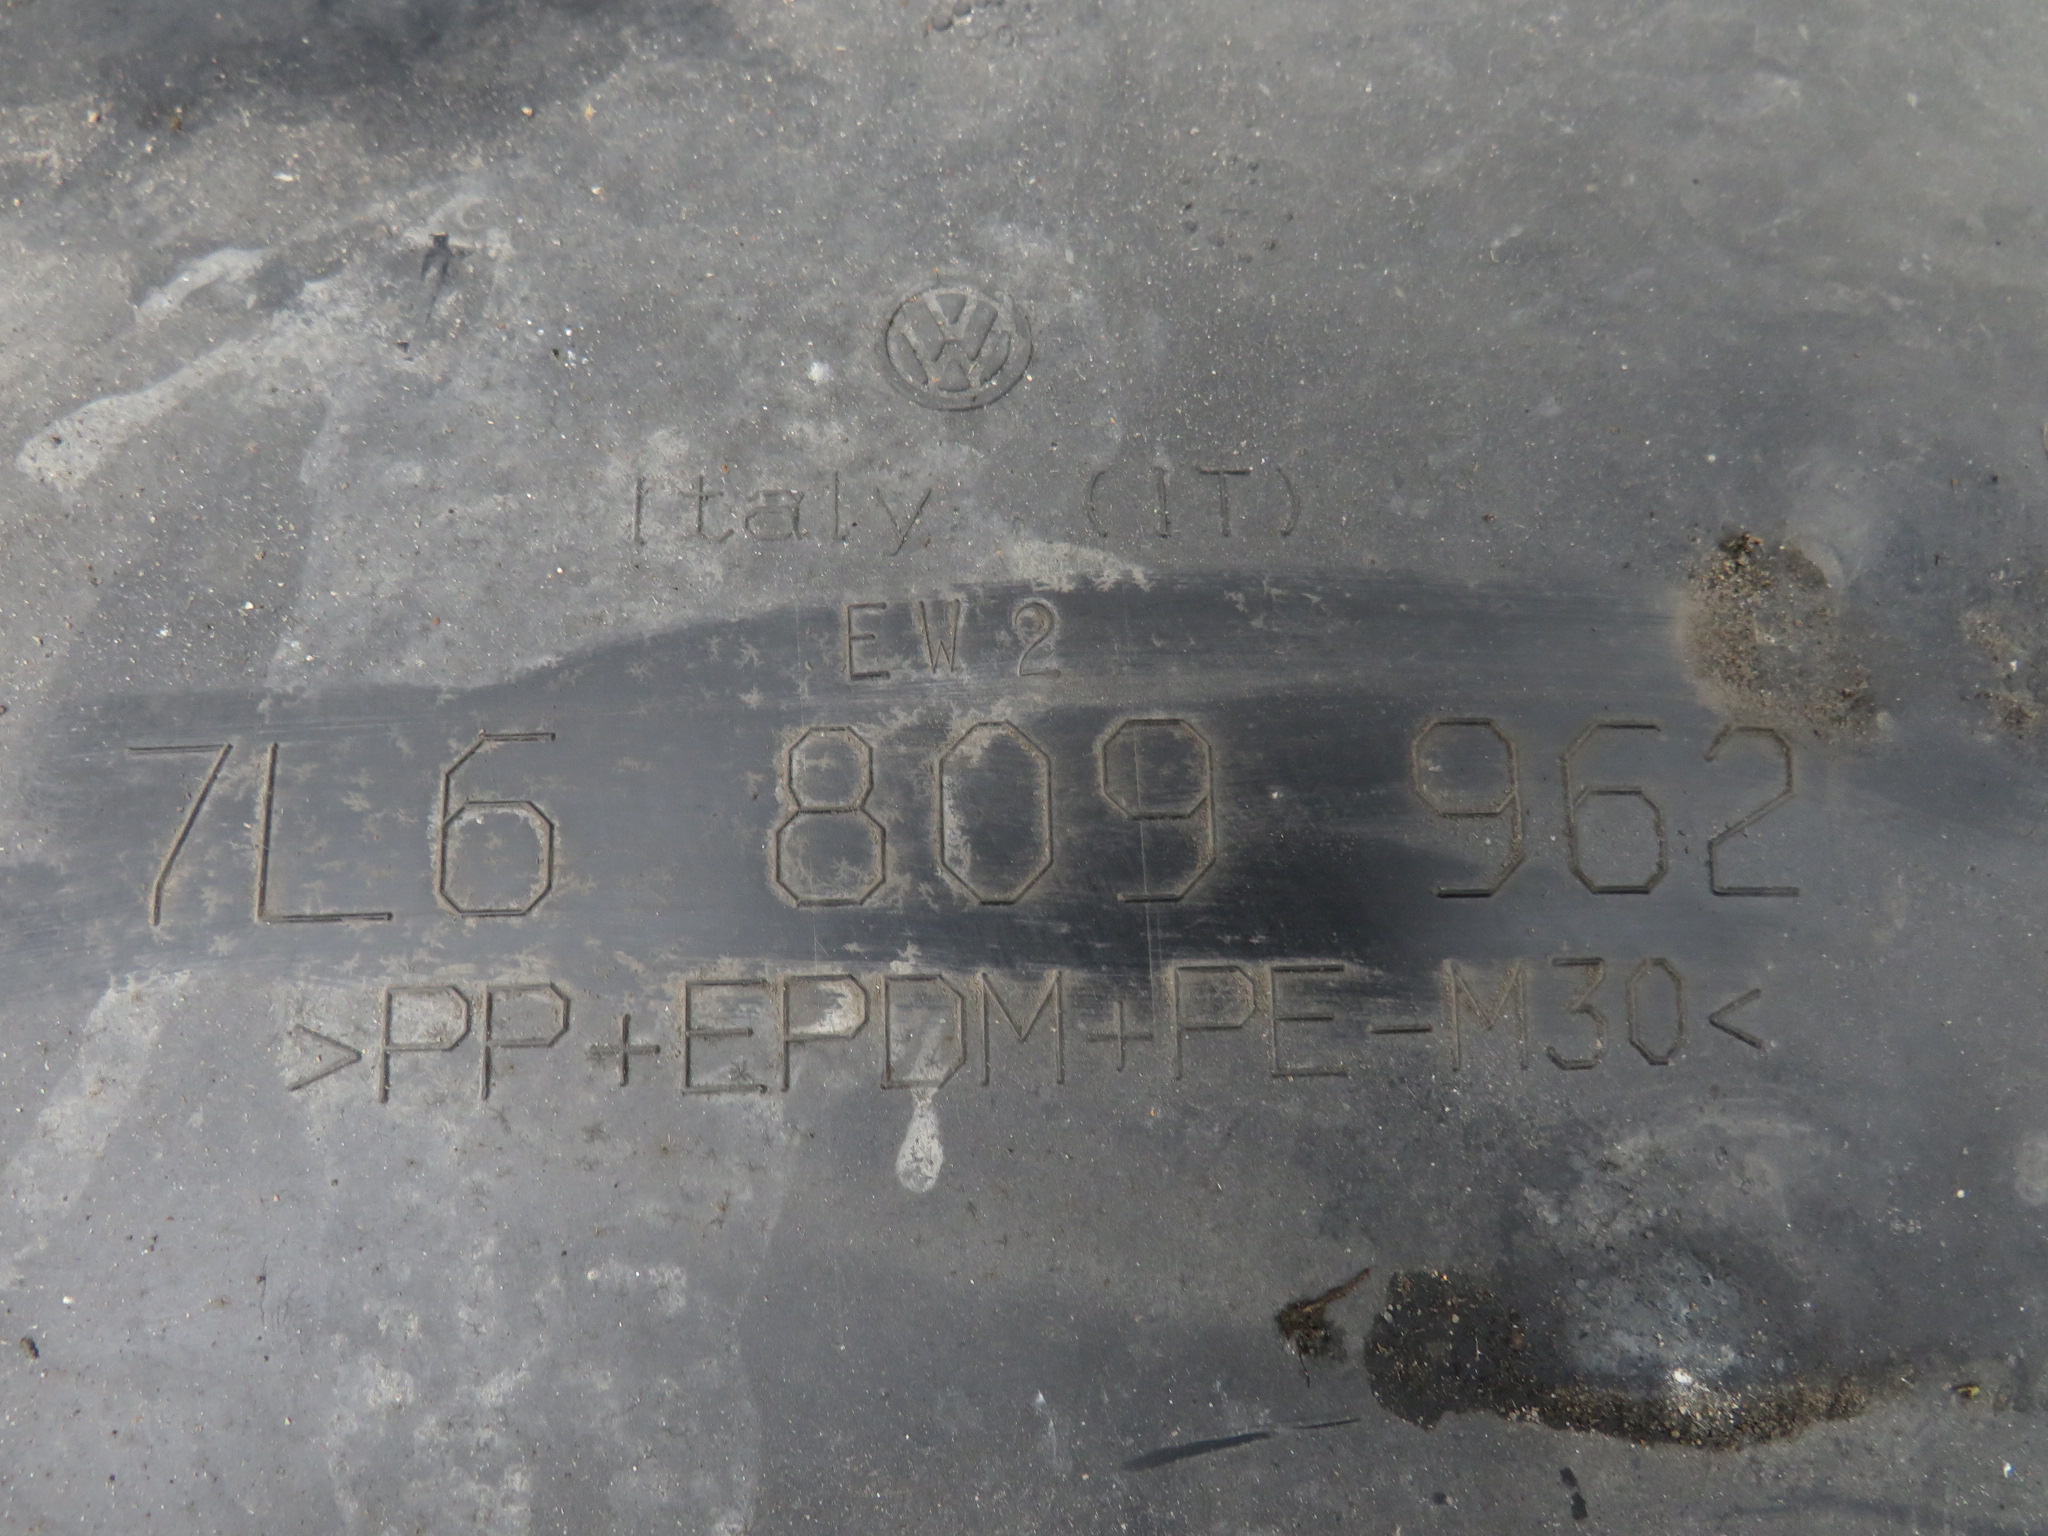 Italy (IT)
EW2
7L6 809 962
>PP+EPDM+PE-M30<